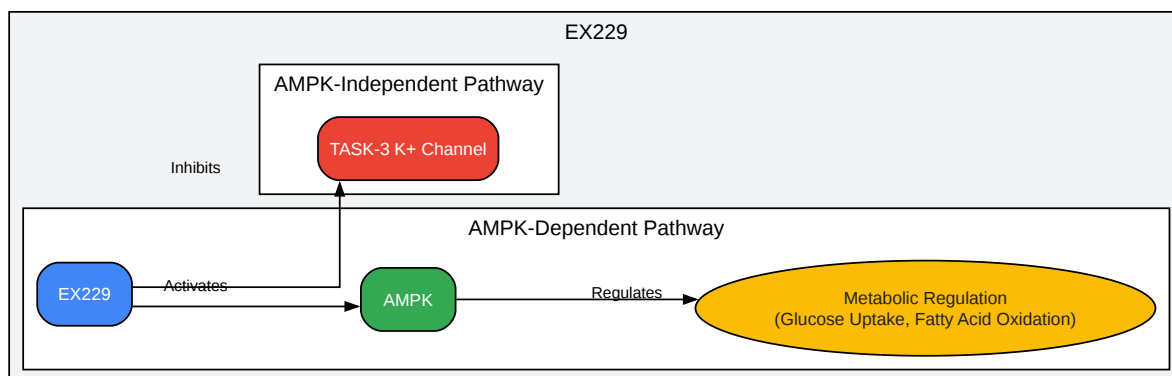 EX229
AMPK-Independent Pathway
TASK-3 K+ Channel
Inhibits
AMPK-Dependent Pathway
EX229
Activates
AMPK
Regulates
Metabolic Regulation
(Glucose Uptake, Fatty Acid Oxidation)